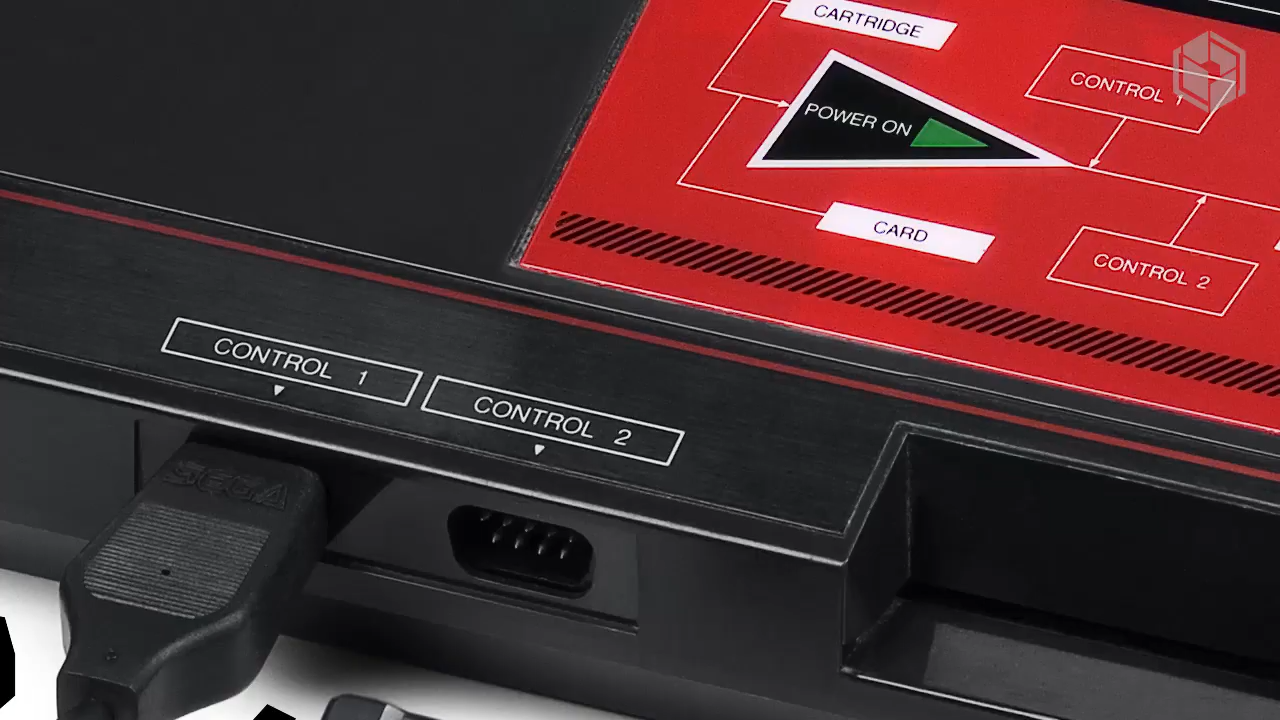 CARTRIDGE
CONTROL 1
POWER ON
CARD
CONTROL 2
CONTROL 1
CONTROL 2
SEGA